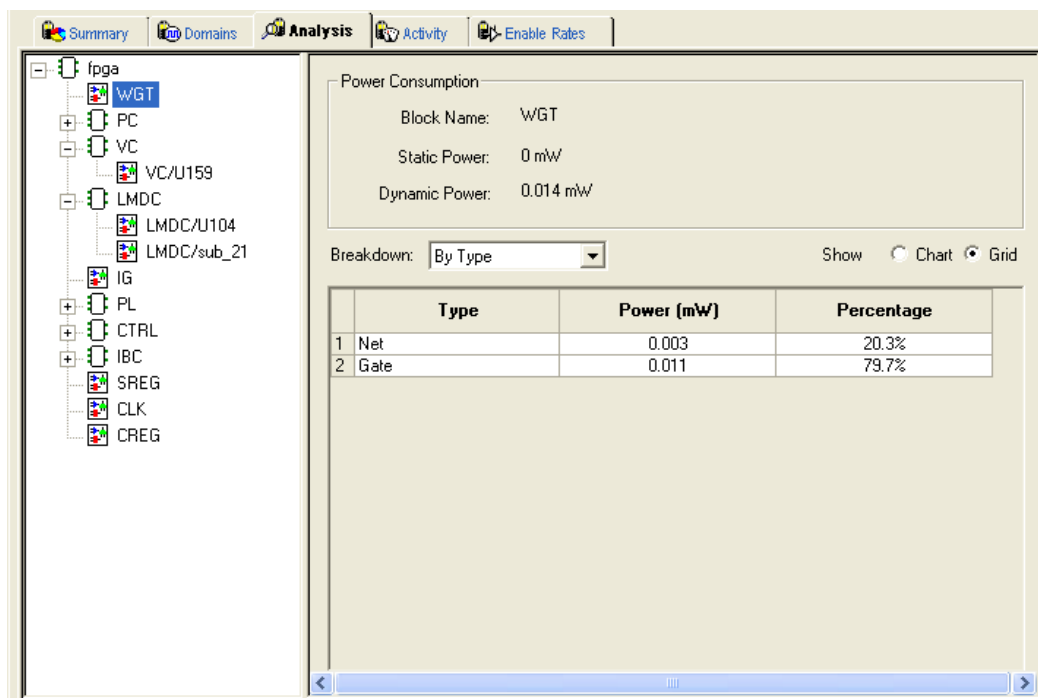 Summary Domains Analysis Activity Enable Rates
fpga
WGT
PC
VC
VC/U159
LMDC
LMDC/U104
LMDC/sub_21
IG
PL
CTRL
IBC
SREG
CLK
CREG
Power Consumption
Block Name: WGT
Static Power: 0 mW
Dynamic Power: 0.014 mW
Breakdown: By Type Show Chart Grid
Type Power (mW) Percentage
1 Net 0.003 20.3%
2 Gate 0.011 79.7%